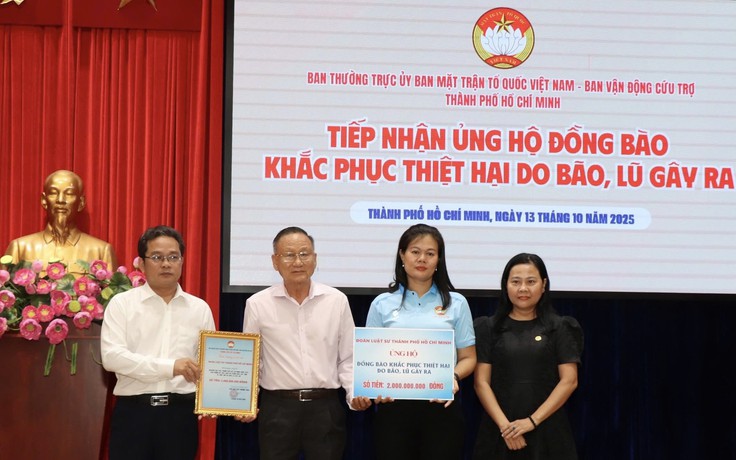 BAN THƯỜNG TRỰC ỦY BAN MẶT TRẬN TỔ QUỐC VIỆT NAM - BAN VẬN ĐỘNG CỨU TRỢ
THÀNH PHỐ HỒ CHÍ MINH
TIẾP NHẬN ỦNG HỘ ĐỒNG BÀO
KHẮC PHỤC THIỆT HẠI DO BÃO, LŨ GÂY RA
THÀNH PHỐ HỒ CHÍ MINH, NGÀY 13 THÁNG 10 NĂM 2025
ĐOÀN LUẬT SƯ THÀNH PHỐ HỒ CHÍ MINH
ỦNG HỘ
ĐỒNG BÀO KHẮC PHỤC THIỆT HẠI
DO BÃO, LŨ GÂY RA
SỐ TIỀN: 2.000.000.000 ĐỒNG